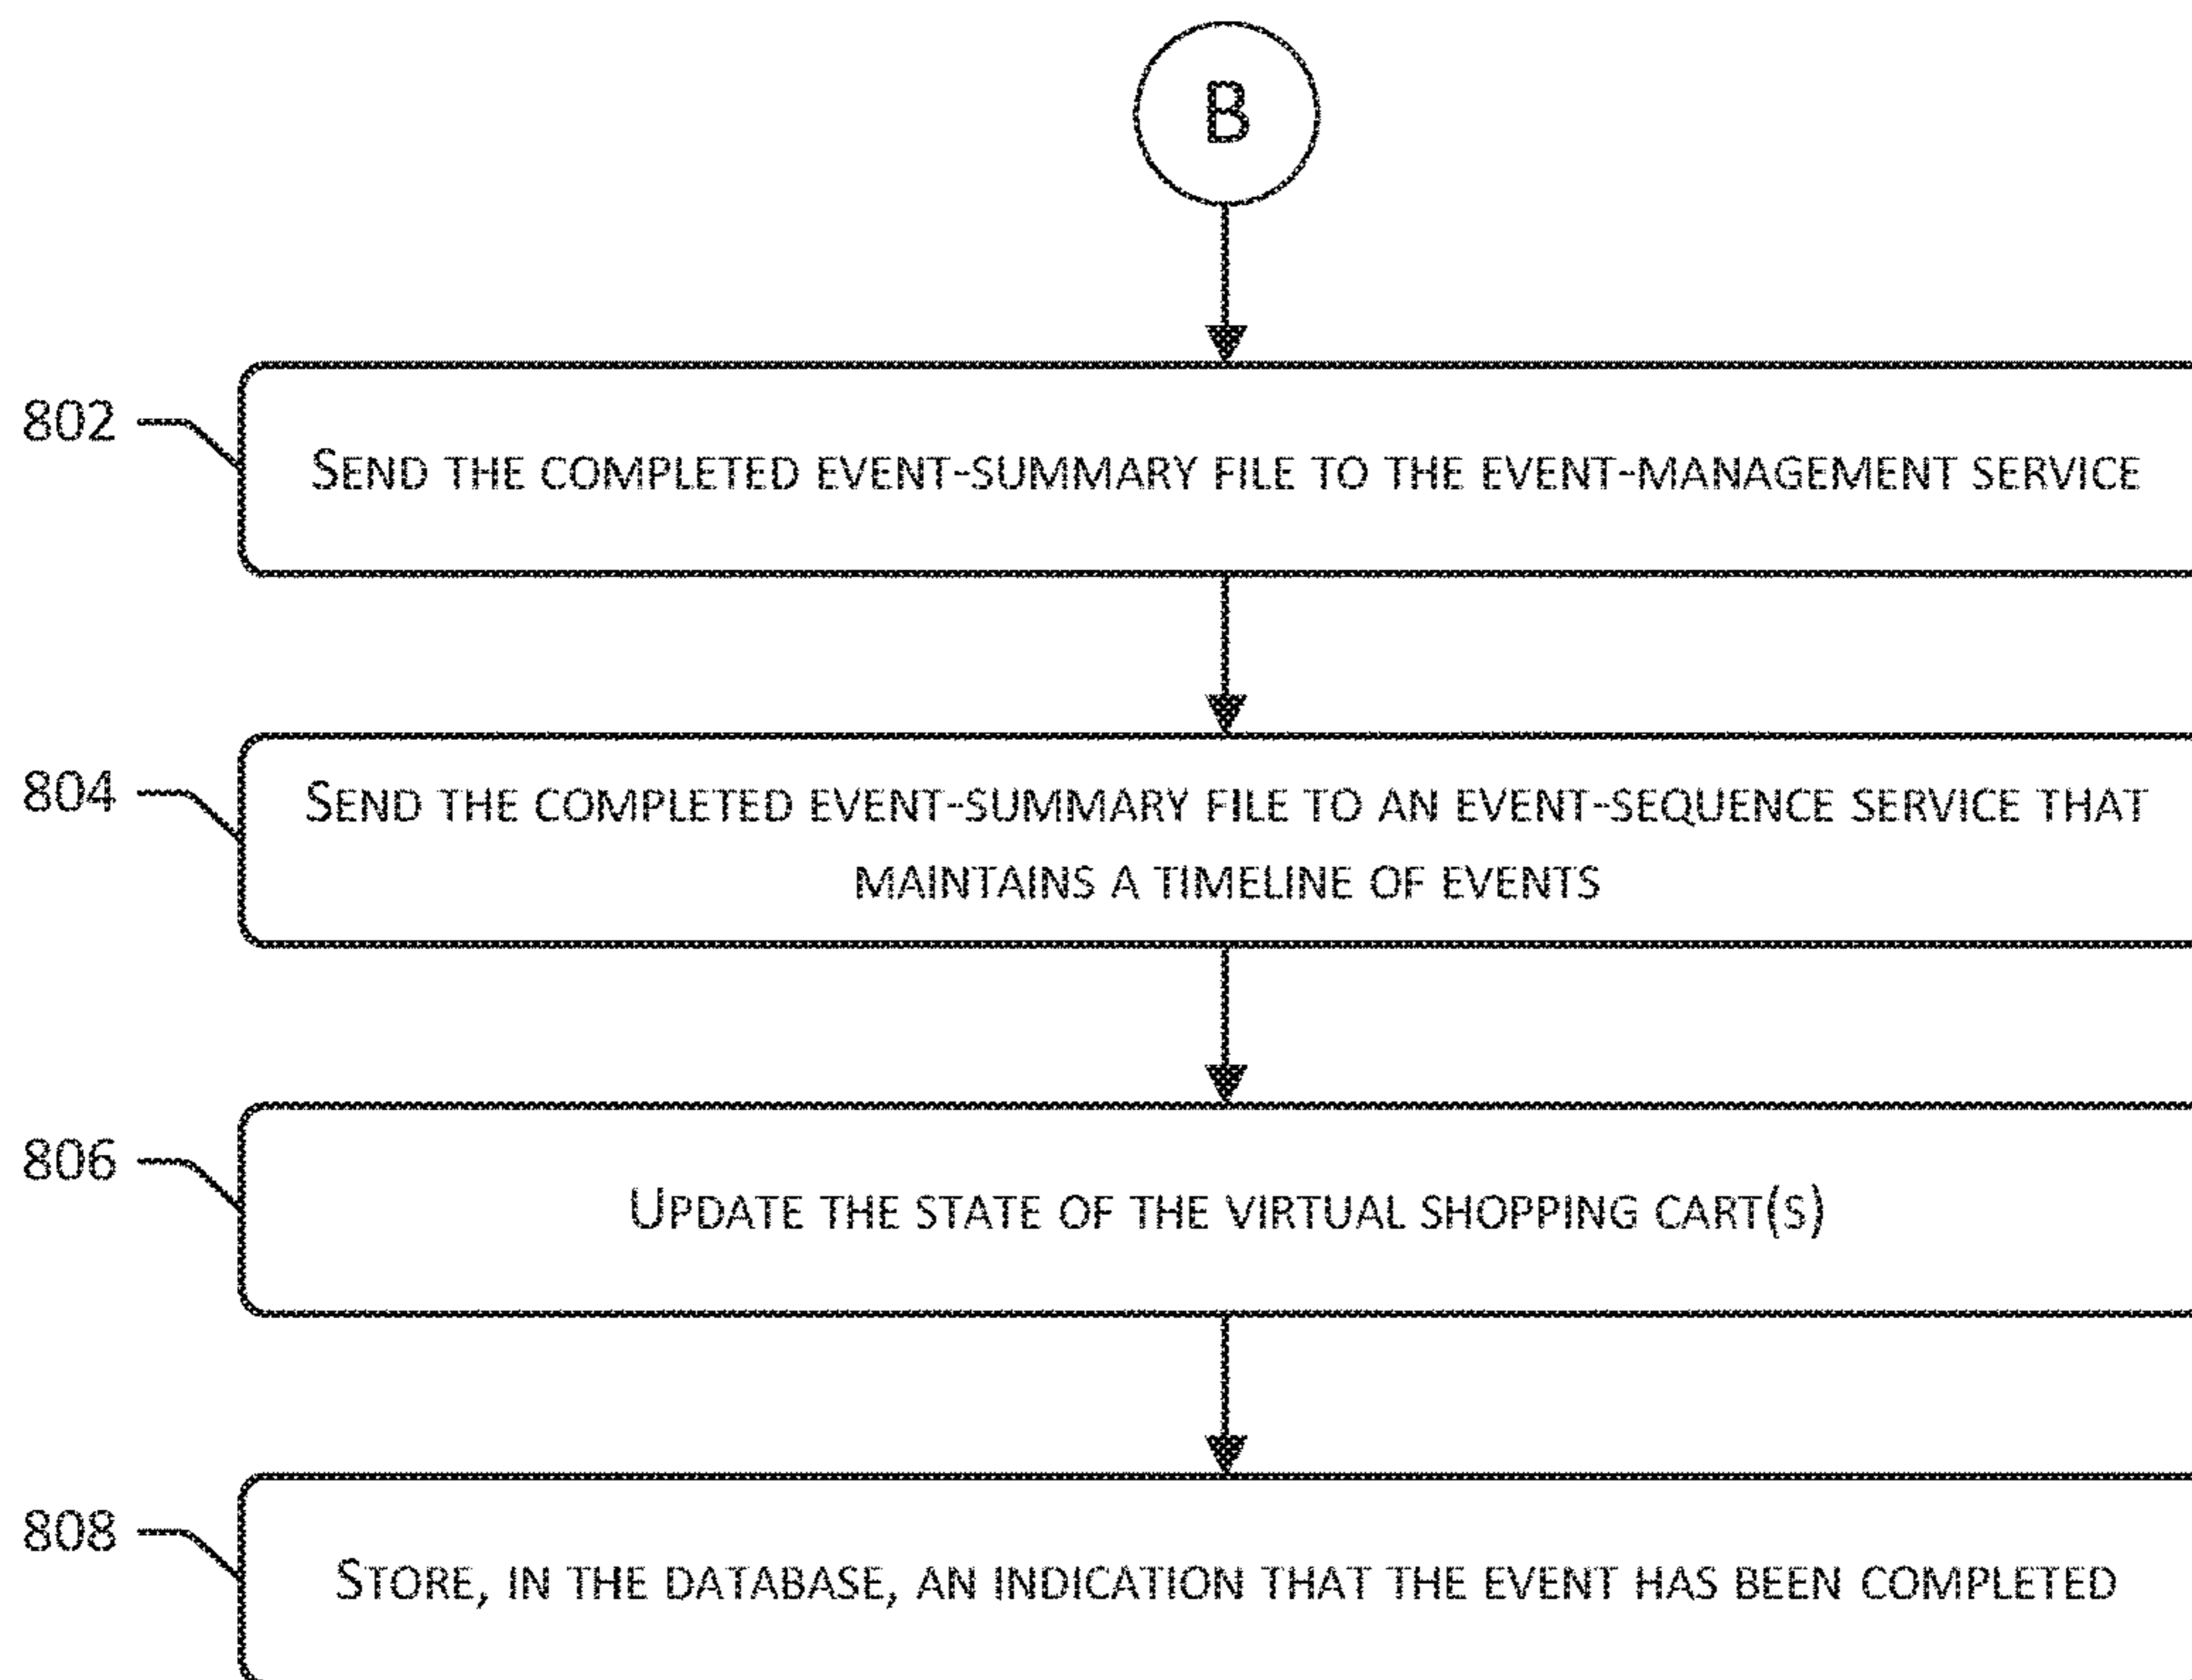 B
802
SEND THE COMPLETED EVENT-SUMMARY FILE TO THE EVENT-MANAGEMENT SERVICE
804
SEND THE COMPLETED EVENT-SUMMARY FILE TO AN EVENT-SEQUENCE SERVICE THAT
MAINTAINS A TIMELINE OF EVENTS
806
UPDATE THE STATE OF THE VIRTUAL SHOPPING CART(S)
808
STORE, IN THE DATABASE, AN INDICATION THAT THE EVENT HAS BEEN COMPLETED